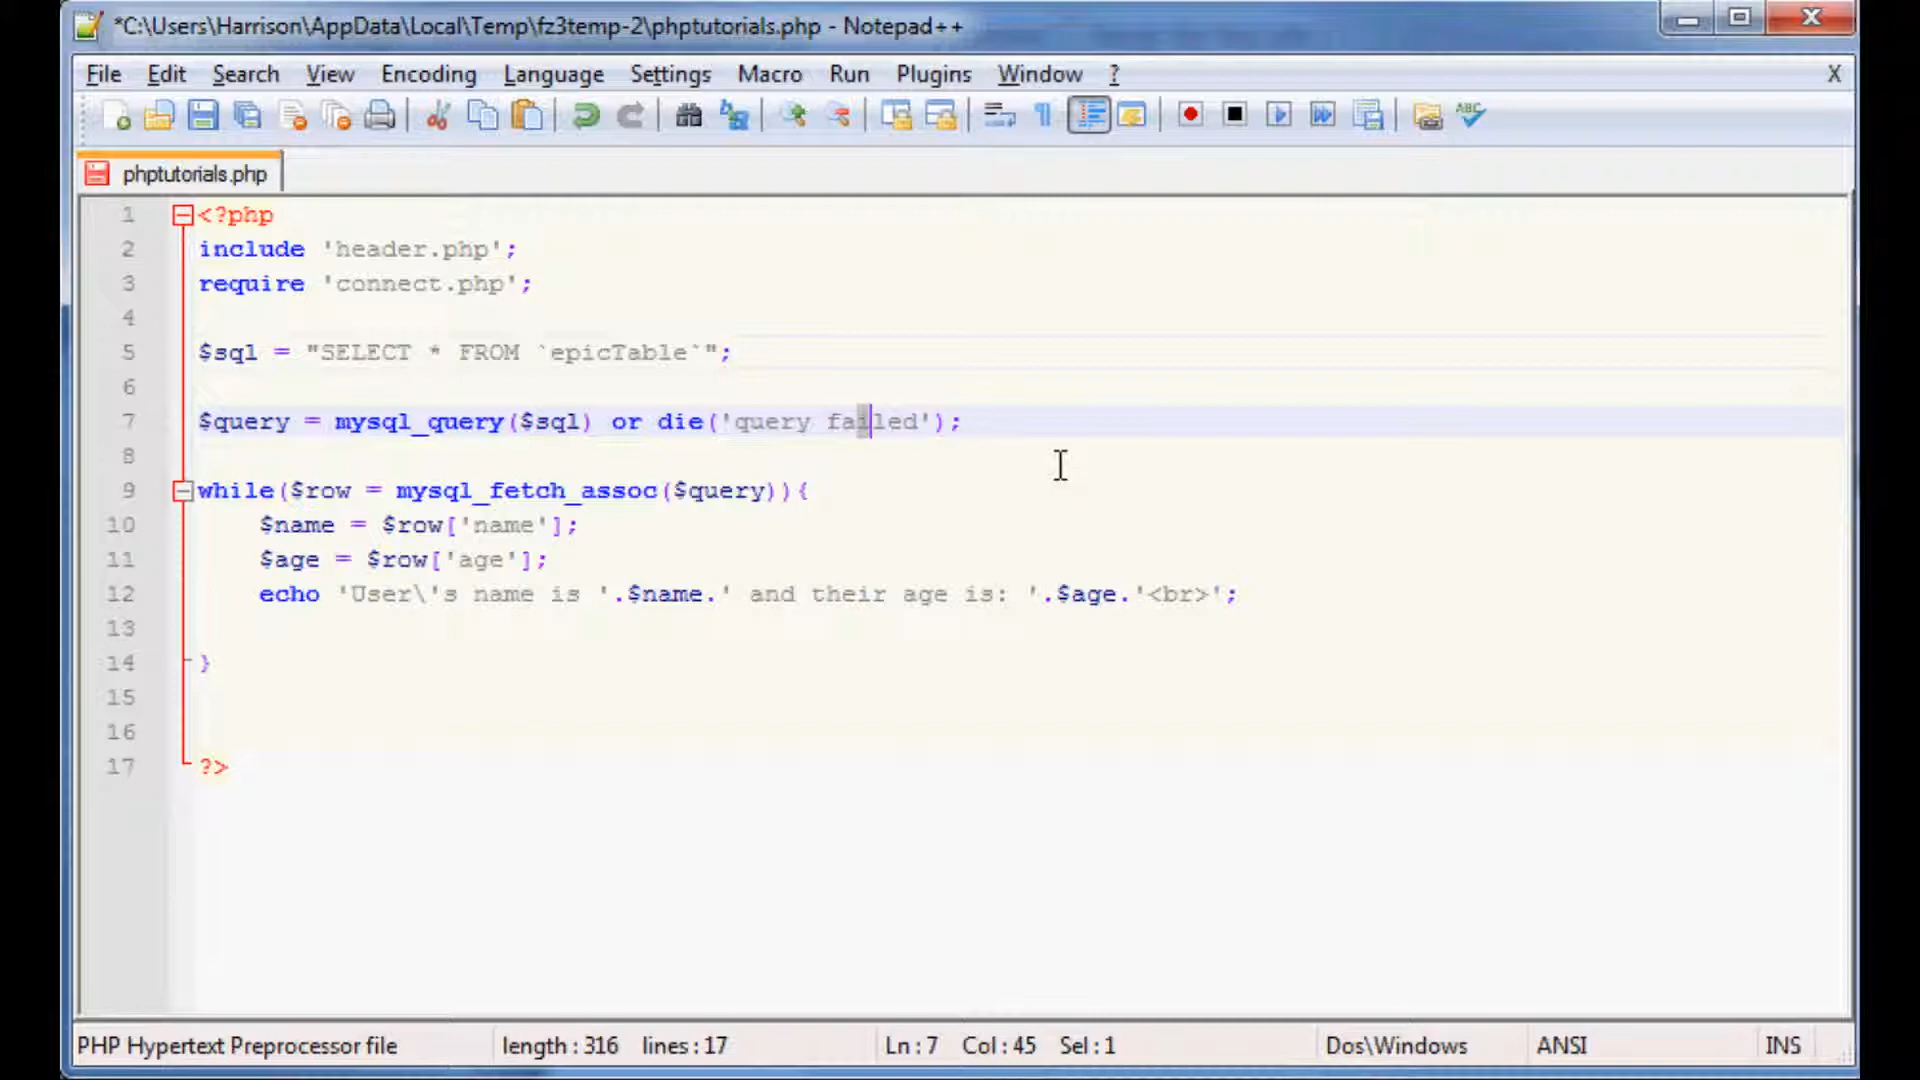 *C:\Users\Harrison\AppData\Local\Temp\fz3temp-2\phptutorials.php - Notepad++
File Edit Search View Encoding Language Settings Macro Run Plugins Window ? X
ABC
phptutorials.php
1 <?php
2 include 'header.php';
3 require 'connect.php';
4
5 $sql = "SELECT * FROM `epicTable`";
6
7 $query = mysql_query($sql) or die('query failed');
8
9 while($row = mysql_fetch_assoc($query)){
10 $name = $row['name'];
11 $age = $row['age'];
12 echo 'User\'s name is '.$name.' and their age is: '.$age.'<br>';
13
14 }
15
16
17 ?>
PHP Hypertext Preprocessor file length : 316 lines : 17 Ln : 7 Col : 45 Sel : 1 Dos\Windows ANSI INS